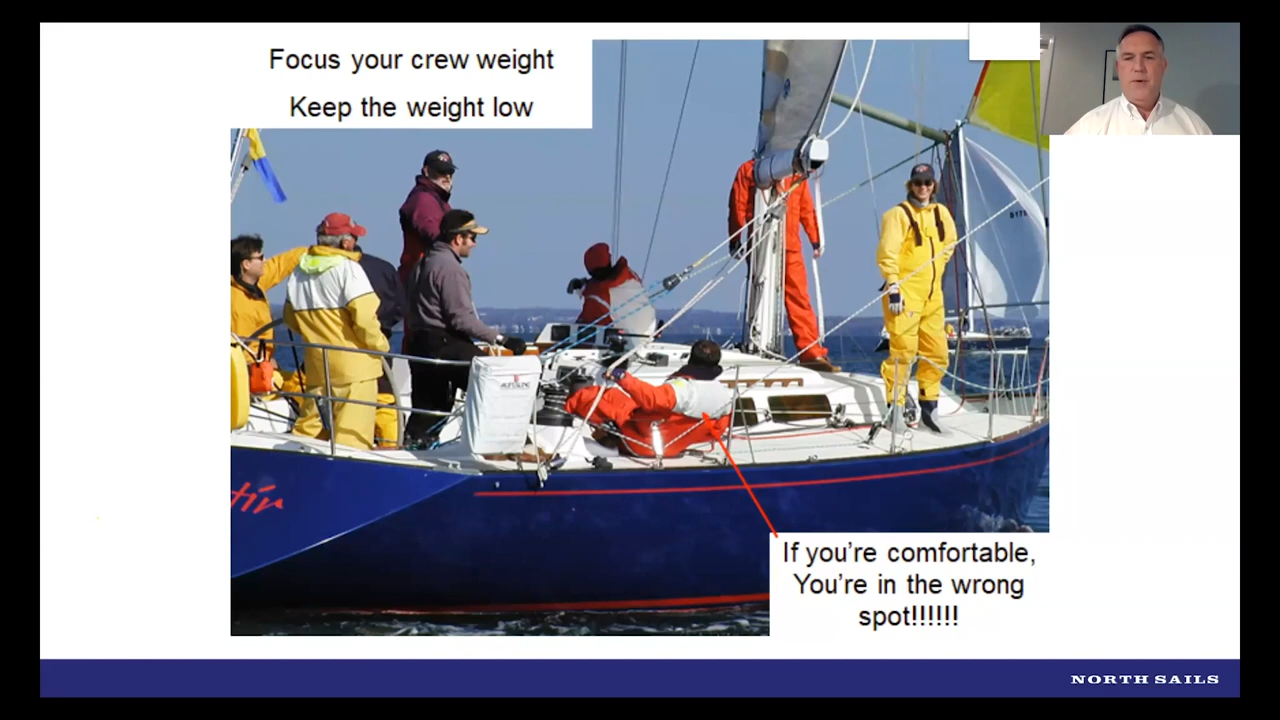 Focus your crew weight
Keep the weight low
If you're comfortable,
You're in the wrong
spot!!!!!!
NORTH SAILS